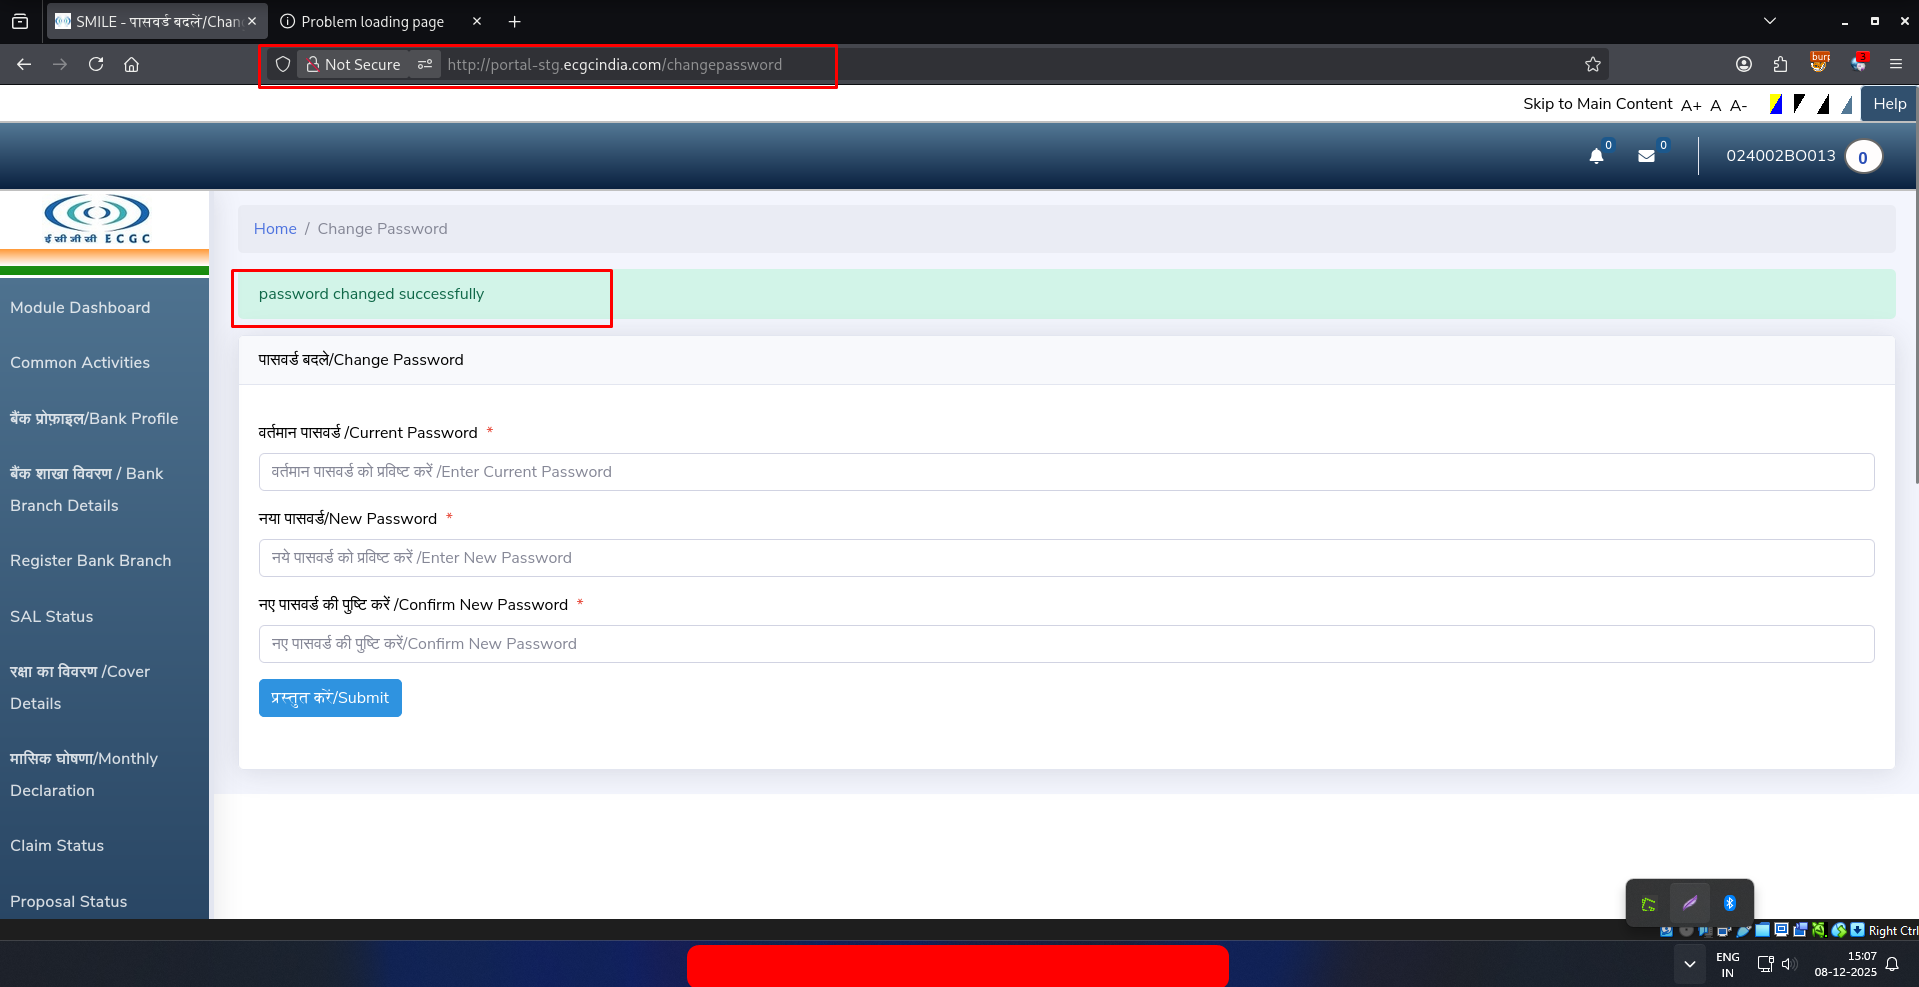 SMILE - पासवर्ड बदलें/Chan
Problem loading page
Not Secure
http://portal-stg.ecgcindia.com/changepassword
Skip to Main Content A+ A A- Help
0 0 024002BO013 0
ई सी जी सी E C G C
Home / Change Password
password changed successfully
पासवर्ड बदले/Change Password
वर्तमान पासवर्ड /Current Password *
वर्तमान पासवर्ड को प्रविष्ट करें /Enter Current Password
नया पासवर्ड/New Password *
नये पासवर्ड को प्रविष्ट करें /Enter New Password
नए पासवर्ड की पुष्टि करें /Confirm New Password *
नए पासवर्ड की पुष्टि करें/Confirm New Password
प्रस्तुत करें/Submit
Module Dashboard
Common Activities
बैंक प्रोफ़ाइल/Bank Profile
बैंक शाखा विवरण / Bank
Branch Details
Register Bank Branch
SAL Status
रक्षा का विवरण /Cover
Details
मासिक घोषणा/Monthly
Declaration
Claim Status
Proposal Status
Right Ctrl
ENG
IN
15:07
08-12-2025